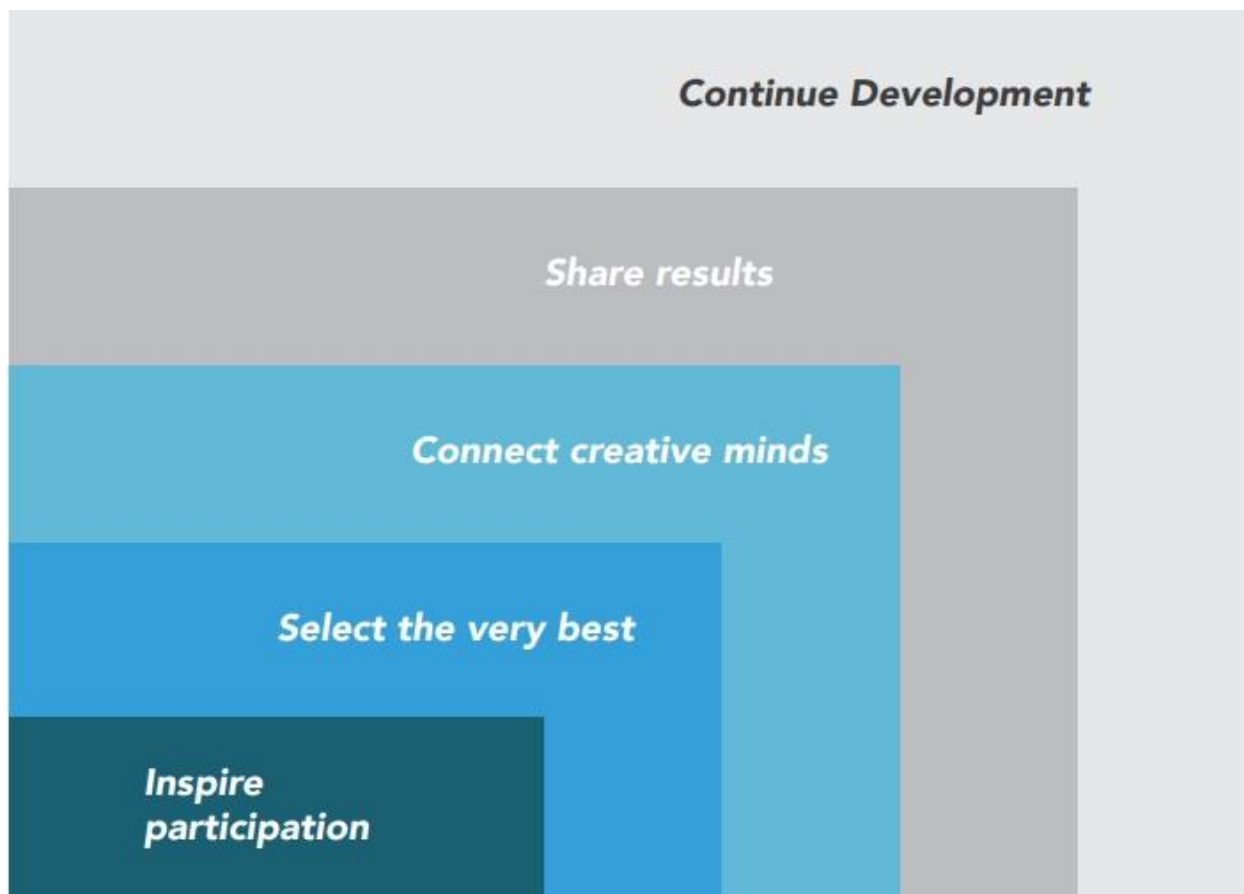 Continue Development
Share results
Connect creative minds
Select the very best
Inspire
participation